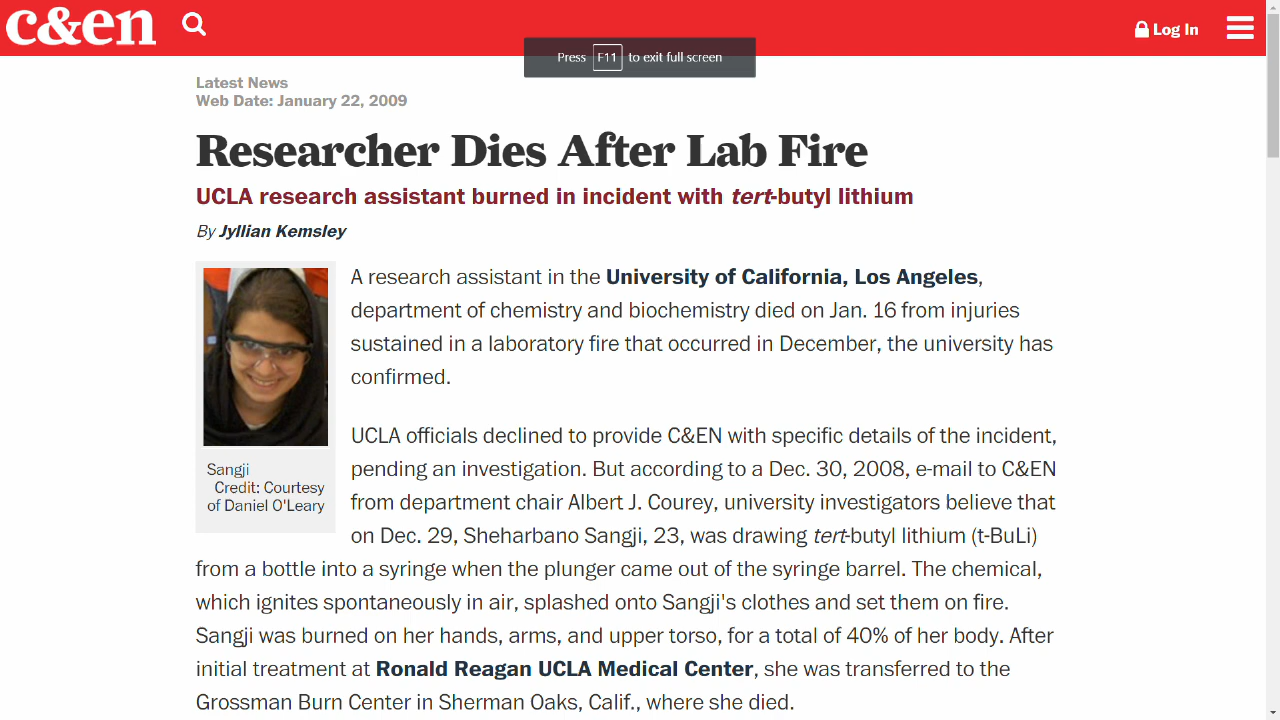 c&en
Log In
Press F11 to exit full screen
Latest News
Web Date: January 22, 2009
Researcher Dies After Lab Fire
UCLA research assistant burned in incident with tert-butyl lithium
By Jyllian Kemsley
Sangji
Credit: Courtesy
of Daniel O'Leary
A research assistant in the University of California, Los Angeles,
department of chemistry and biochemistry died on Jan. 16 from injuries
sustained in a laboratory fire that occurred in December, the university has
confirmed.
UCLA officials declined to provide C&EN with specific details of the incident,
pending an investigation. But according to a Dec. 30, 2008, e-mail to C&EN
from department chair Albert J. Courey, university investigators believe that
on Dec. 29, Sheharbano Sangji, 23, was drawing tert-butyl lithium (t-BuLi)
from a bottle into a syringe when the plunger came out of the syringe barrel. The chemical,
which ignites spontaneously in air, splashed onto Sangji's clothes and set them on fire.
Sangji was burned on her hands, arms, and upper torso, for a total of 40% of her body. After
initial treatment at Ronald Reagan UCLA Medical Center, she was transferred to the
Grossman Burn Center in Sherman Oaks, Calif., where she died.